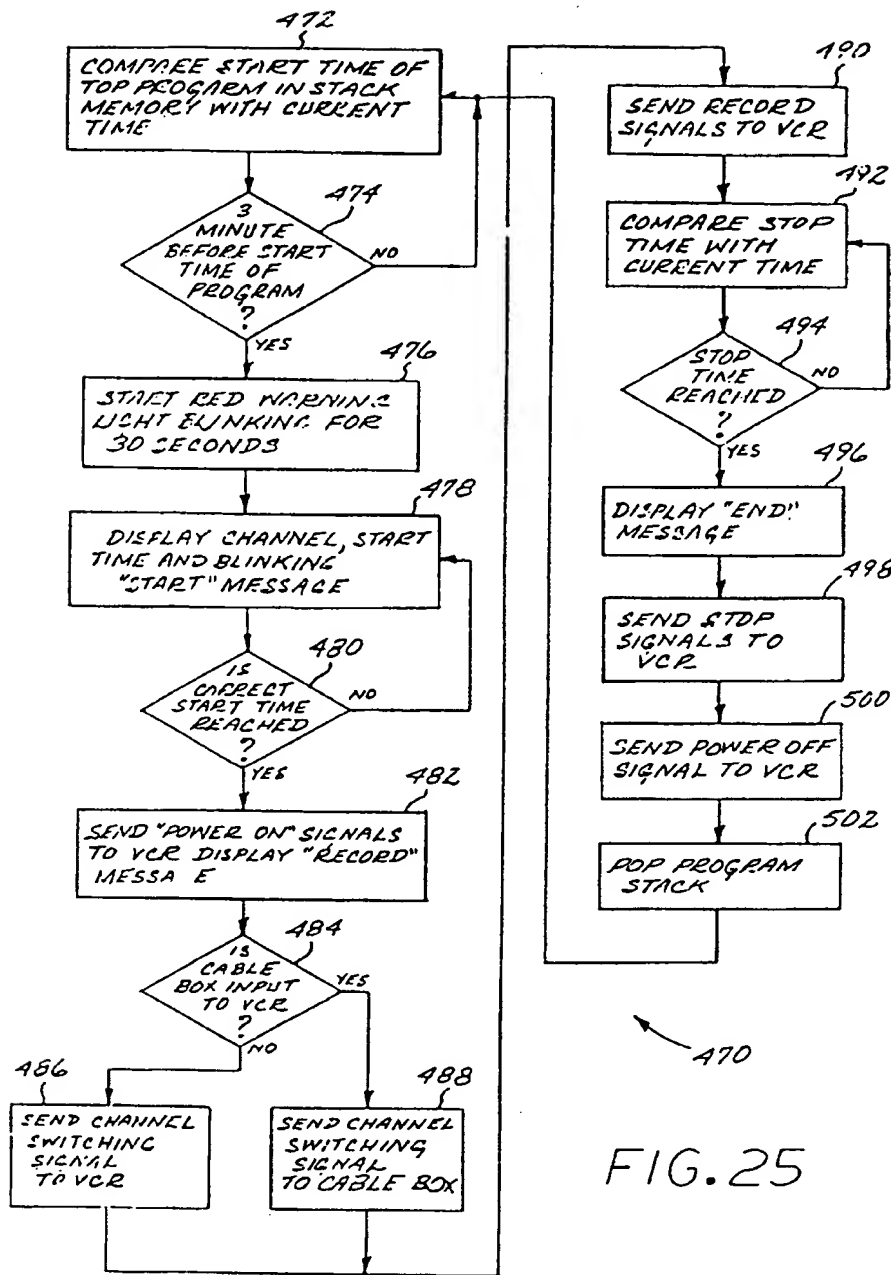 472
COMPARE START TIME OF
TOP PROGARM IN STACK
MEMORY WITH CURRENT
TIME
474
3
MINUTE
BEFORE START
TIME OF
PROGRAM
?
NO
YES
476
START RED WARNING
LIGHT BLINKING FOR
30 SECONDS
478
DISPLAY CHANNEL, START
TIME AND BLINKING
"START" MESSAGE
480
IS
CORRECT
START TIME
REACHED
?
NO
YES
482
SEND "POWER ON" SIGNALS
TO VCR DISPLAY "RECORD"
MESSA E
484
IS
CABLE
BOX INPUT
TO VCR
?
YES
NO
486
SEND CHANNEL
SWITCHING
SIGNAL
TO VCR
488
SEND CHANNEL
SWITCHING
SIGNAL
TO CABLE BOX
490
SEND RECORD
SIGNALS TO VCR
492
COMPARE STOP
TIME WITH
CURRENT TIME
494
STOP
TIME
REACHED
?
NO
YES
496
DISPLAY "END"
MESSAGE
498
SEND STOP
SIGNALS TO
VCR
500
SEND POWER OFF
SIGNAL TO VCR
502
POP PROGRAM
STACK
470
FIG. 25